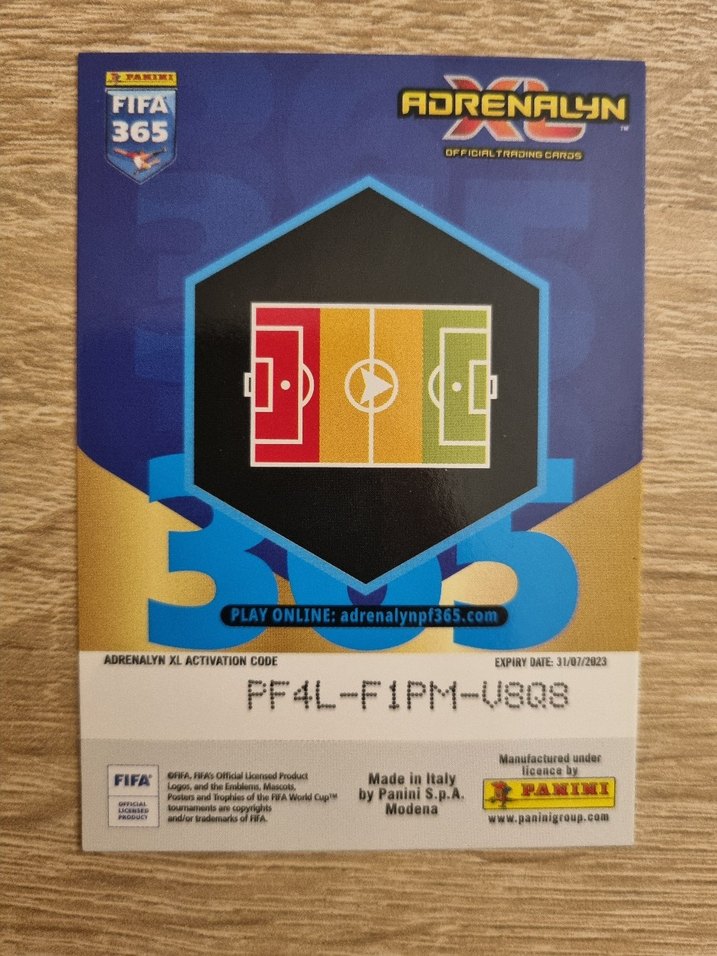 PANINI
FIFA
365
ADRENALYN
XL
™
OFFICIAL TRADING CARDS
365
PLAY ONLINE: adrenalynpf365.com
ADRENALYN XL ACTIVATION CODE
EXPIRY DATE: 31/07/2023
PF4L-F1PM-V8Q8
FIFA®
OFFICIAL
LICENSED
PRODUCT
©FIFA, FIFA's Official Licensed Product
Logos, and the Emblems, Mascots,
Posters and Trophies of the FIFA World Cup™
tournaments are copyrights
and/or trademarks of FIFA.
Made in Italy
by Panini S.p.A.
Modena
Manufactured under
licence by
PANINI
www.paninigroup.com